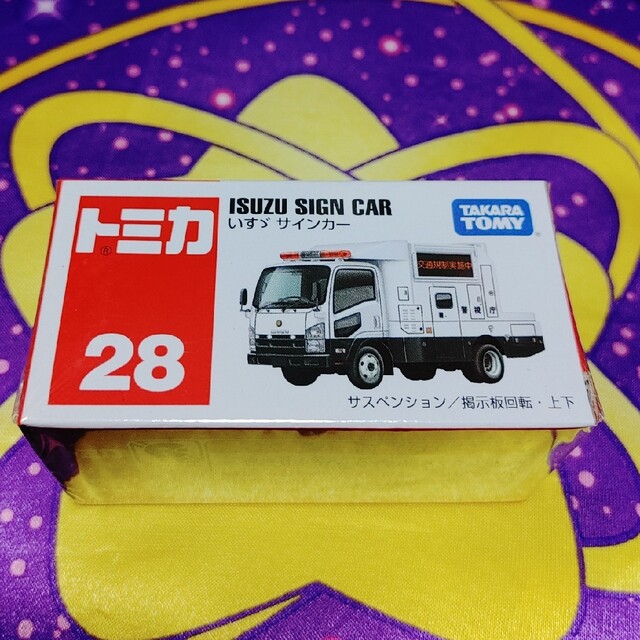 トミカ
®
28
ISUZU SIGN CAR
いすゞ サインカー
TAKARA TOMY
交通規制実施中
警視庁
サスペンション/掲示板回転・上下